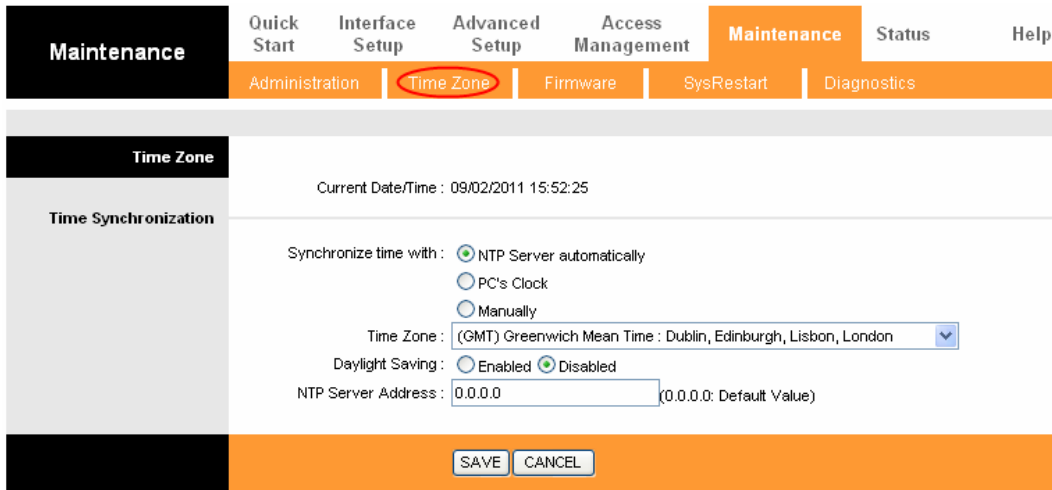 Maintenance
Quick Start
Interface Setup
Advanced Setup
Access Management
Maintenance
Status
Help
Administration
Time Zone
Firmware
SysRestart
Diagnostics
Time Zone
Current Date/Time : 09/02/2011 15:52:25
Time Synchronization
Synchronize time with : NTP Server automatically
PC's Clock
Manually
Time Zone : (GMT) Greenwich Mean Time : Dublin, Edinburgh, Lisbon, London
Daylight Saving : Enabled Disabled
NTP Server Address : 0.0.0.0 (0.0.0.0: Default Value)
SAVE CANCEL